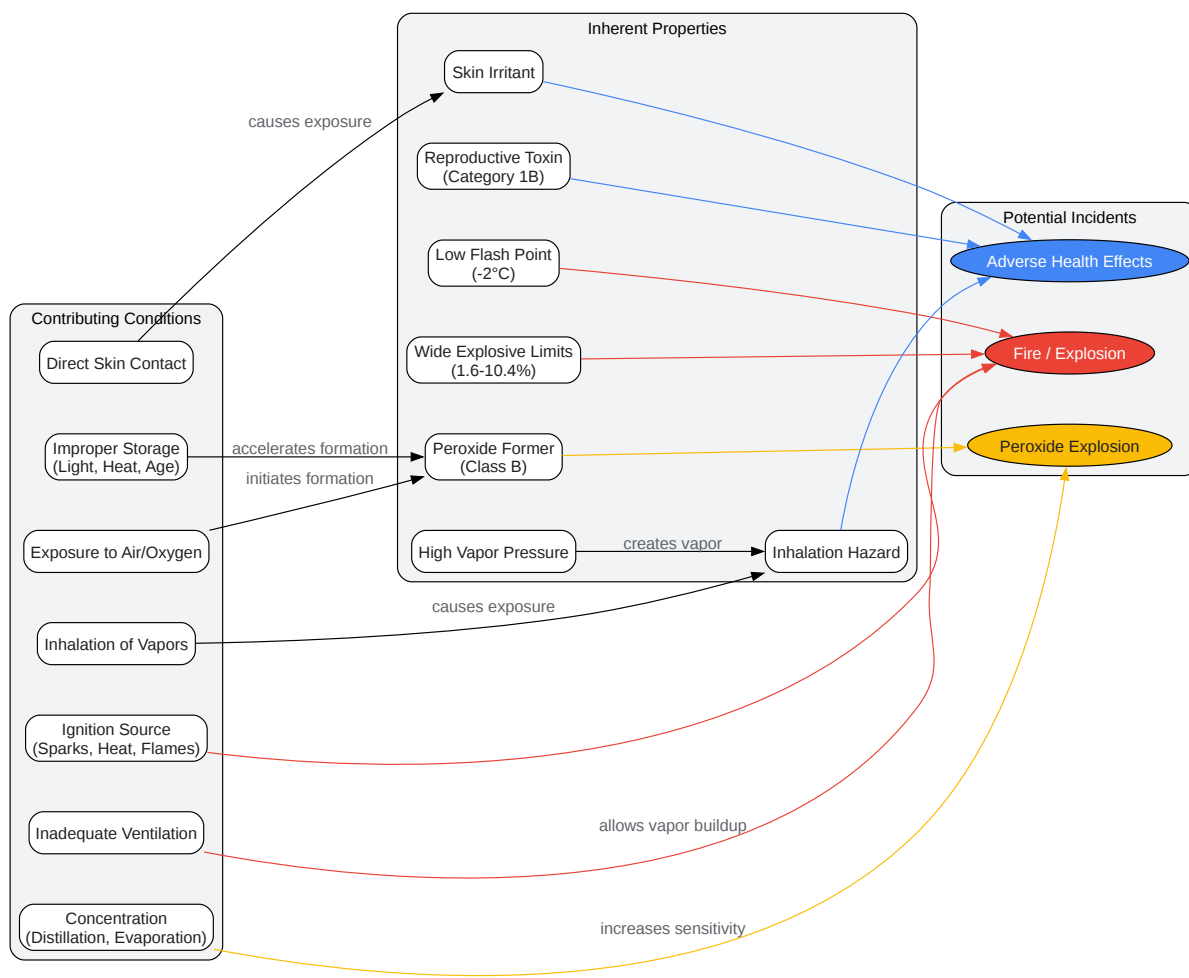 Inherent Properties
Skin Irritant
causes exposure
Reproductive Toxin
(Category 1B)
Potential Incidents
Low Flash Point
(-2°C)
Adverse Health Effects
Contributing Conditions
Direct Skin Contact
Wide Explosive Limits
(1.6-10.4%)
Fire / Explosion
Improper Storage
(Light, Heat, Age)
accelerates formation
initiates formation
Peroxide Former
(Class B)
Peroxide Explosion
Exposure to Air/Oxygen
High Vapor Pressure
creates vapor
Inhalation Hazard
causes exposure
Inhalation of Vapors
Ignition Source
(Sparks, Heat, Flames)
Inadequate Ventilation
allows vapor buildup
Concentration
(Distillation, Evaporation)
increases sensitivity